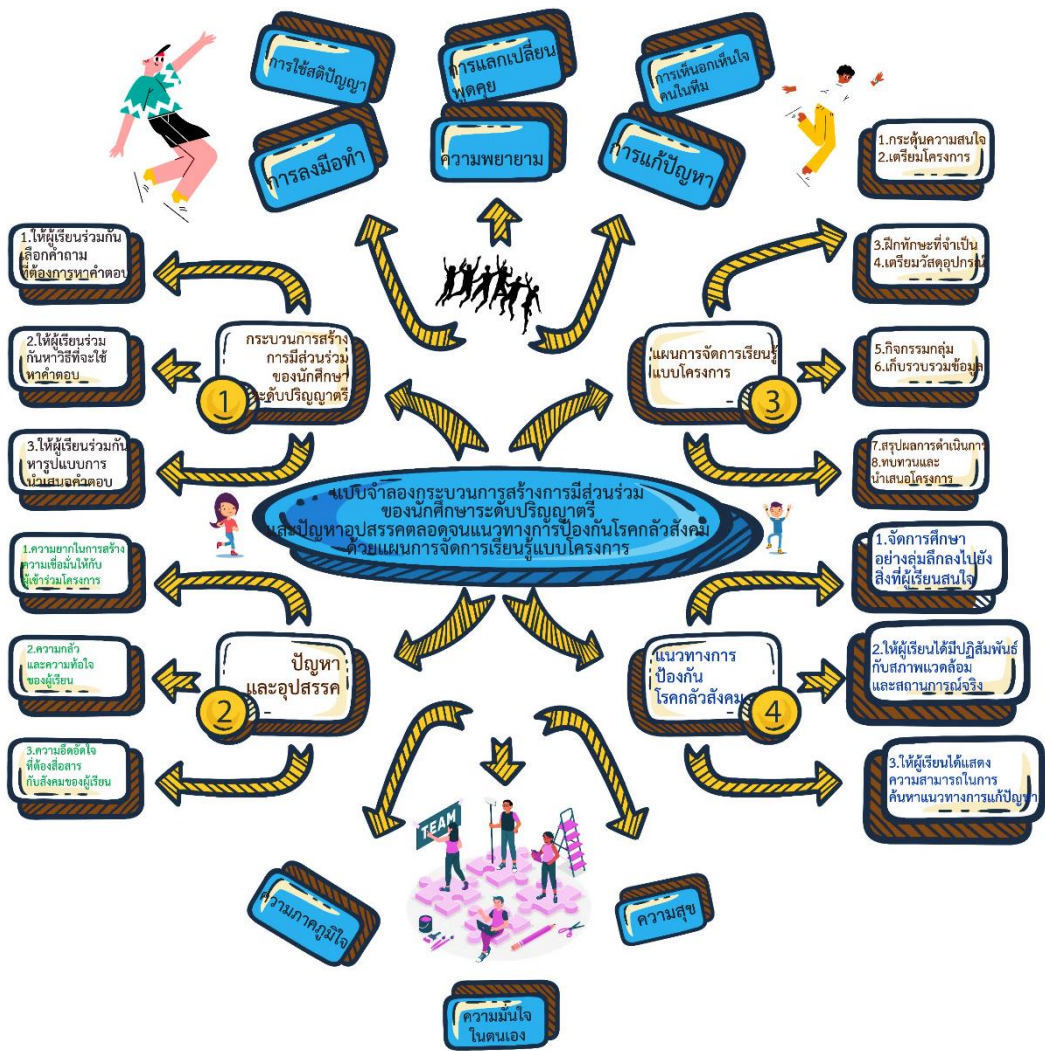 การใช้สติปัญญา
การแลกเปลี่ยน
พูดคุย
การเห็นอกเห็นใจ
คนในทีม
การลงมือทำ
ความพยายาม
การแก้ปัญหา
1.ให้ผู้เรียนร่วมกัน
เลือกคำถาม
ที่ต้องการหาคำตอบ
2.ให้ผู้เรียนร่วม
กันหาวิธีที่จะใช้
หาคำตอบ
3.ให้ผู้เรียนร่วมกัน
หารูปแบบการ
นำเสนอคำตอบ
กระบวนการสร้าง
การมีส่วนร่วม
ของนักศึกษา
ระดับปริญญาตรี
1
แผนการจัดการเรียนรู้
แบบโครงการ
3
1.กระตุ้นความสนใจ
2.เตรียมโครงการ
3.ฝึกทักษะที่จำเป็น
4.เตรียมวัสดุอุปกรณ์
5.กิจกรรมกลุ่ม
6.เก็บรวบรวมข้อมูล
7.สรุปผลการดำเนินการ
8.ทบทวนและ
นำเสนอโครงการ
แบบจำลองกระบวนการสร้างการมีส่วนร่วม
ของนักศึกษาระดับปริญญาตรี
และปัญหาอุปสรรคตลอดจนแนวทางการป้องกันโรคกลัวสังคม
ด้วยแผนการจัดการเรียนรู้แบบโครงการ
1.ความยากในการสร้าง
ความเชื่อมั่นให้กับ
ผู้เข้าร่วมโครงการ
2.ความกลัว
และความท้อใจ
ของผู้เรียน
3.ความอึดอัดใจ
ที่ต้องสื่อสาร
กับสังคมของผู้เรียน
ปัญหา
และอุปสรรค
2
แนวทางการ
ป้องกัน
โรคกลัวสังคม
4
1.จัดการศึกษา
อย่างลุ่มลึกลงไปยัง
สิ่งที่ผู้เรียนสนใจ
2.ให้ผู้เรียนได้มีปฏิสัมพันธ์
กับสภาพแวดล้อม
และสถานการณ์จริง
3.ให้ผู้เรียนได้แสดง
ความสามารถในการ
ค้นหาแนวทางการแก้ปัญหา
TEAM
ความภาคภูมิใจ
ความสุข
ความมั่นใจ
ในตนเอง